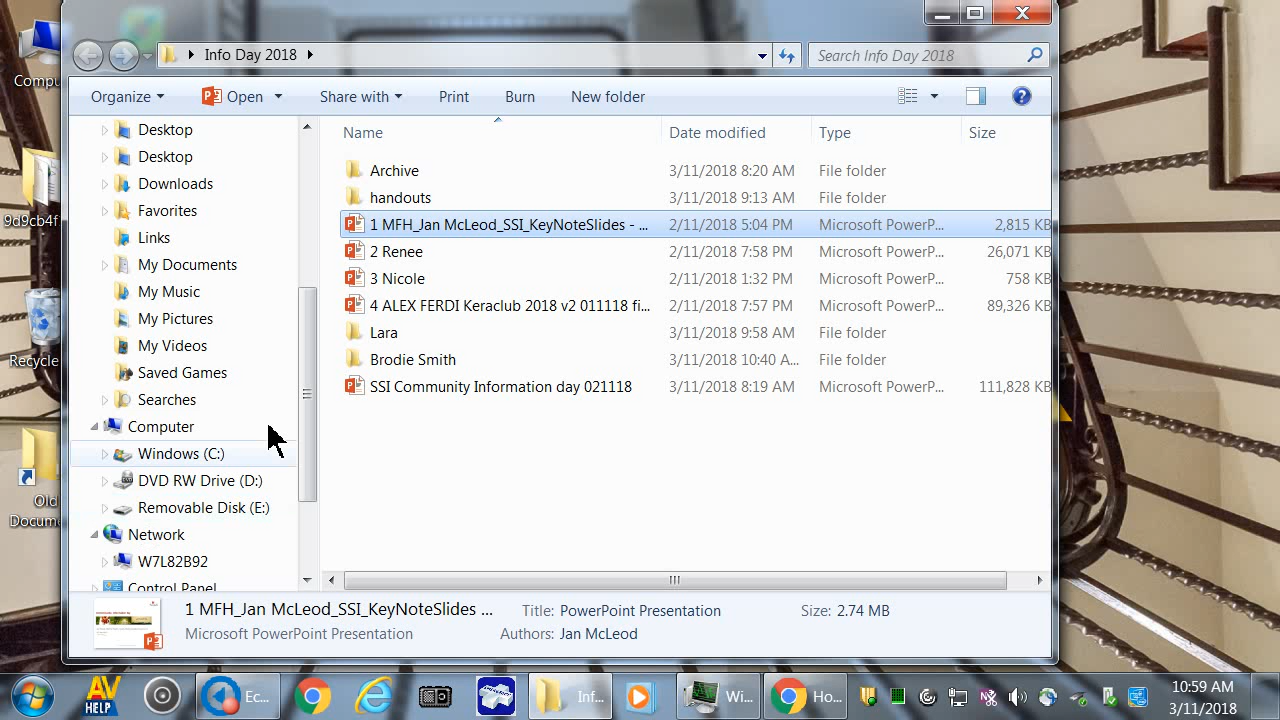 Info Day 2018
Search Info Day 2018
Organize Open Share with Print Burn New folder
Name Date modified Type Size
Desktop
Desktop
Downloads
Favorites
Links
My Documents
My Music
My Pictures
My Videos
Saved Games
Searches
Computer
Windows (C:)
DVD RW Drive (D:)
Removable Disk (E:)
Network
W7L82B92
Control Panel
Archive 3/11/2018 8:20 AM File folder
handouts 3/11/2018 9:13 AM File folder
1 MFH_Jan McLeod_SSI_KeyNoteSlides - ... 2/11/2018 5:04 PM Microsoft PowerP... 2,815 KB
2 Renee 2/11/2018 7:58 PM Microsoft PowerP... 26,071 KB
3 Nicole 2/11/2018 1:32 PM Microsoft PowerP... 758 KB
4 ALEX FERDI Keraclub 2018 v2 011118 fi... 2/11/2018 7:57 PM Microsoft PowerP... 89,326 KB
Lara 3/11/2018 9:58 AM File folder
Brodie Smith 3/11/2018 10:40 A... File folder
SSI Community Information day 021118 3/11/2018 8:19 AM Microsoft PowerP... 111,828 KB
1 MFH_Jan McLeod_SSI_KeyNoteSlides ... Title: PowerPoint Presentation Size: 2.74 MB
Microsoft PowerPoint Presentation Authors: Jan McLeod
Compu
9d9cb4f
Recycle
Old
Docume
AV
HELP
Ec...
Inf...
Wi...
Ho...
10:59 AM
3/11/2018